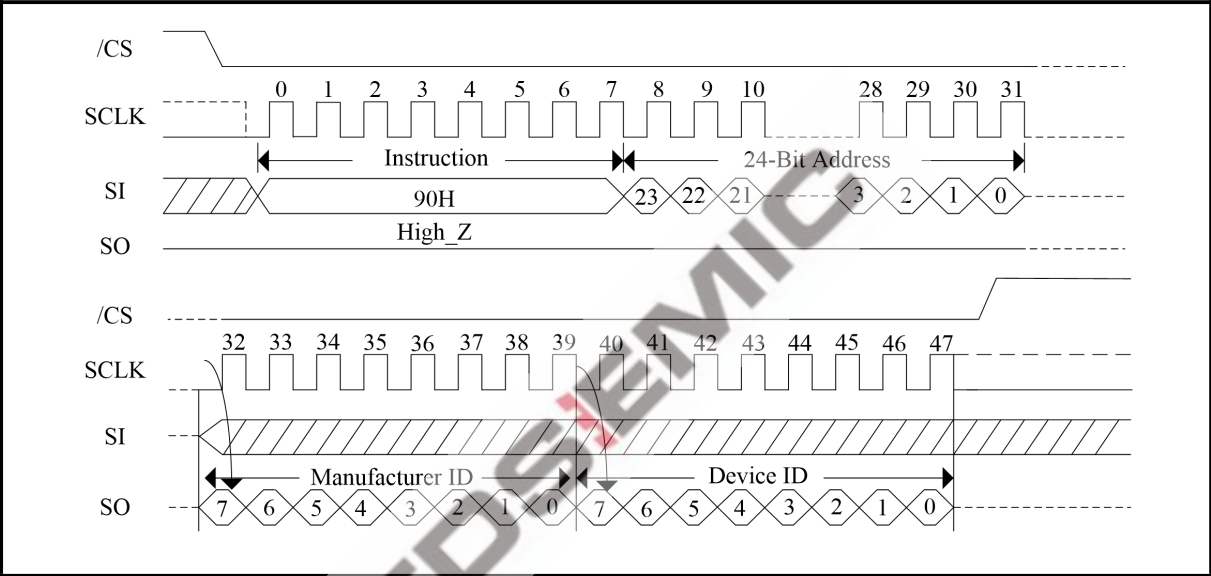 /CS
0 1 2 3 4 5 6 7 8 9 10 28 29 30 31
SCLK
Instruction 24-Bit Address
SI 90H 23 22 21 3 2 1 0
High_Z
SO
/CS
32 33 34 35 36 37 38 39 40 41 42 43 44 45 46 47
SCLK
SI
Manufacturer ID Device ID
SO 7 6 5 4 3 2 1 0 7 6 5 4 3 2 1 0